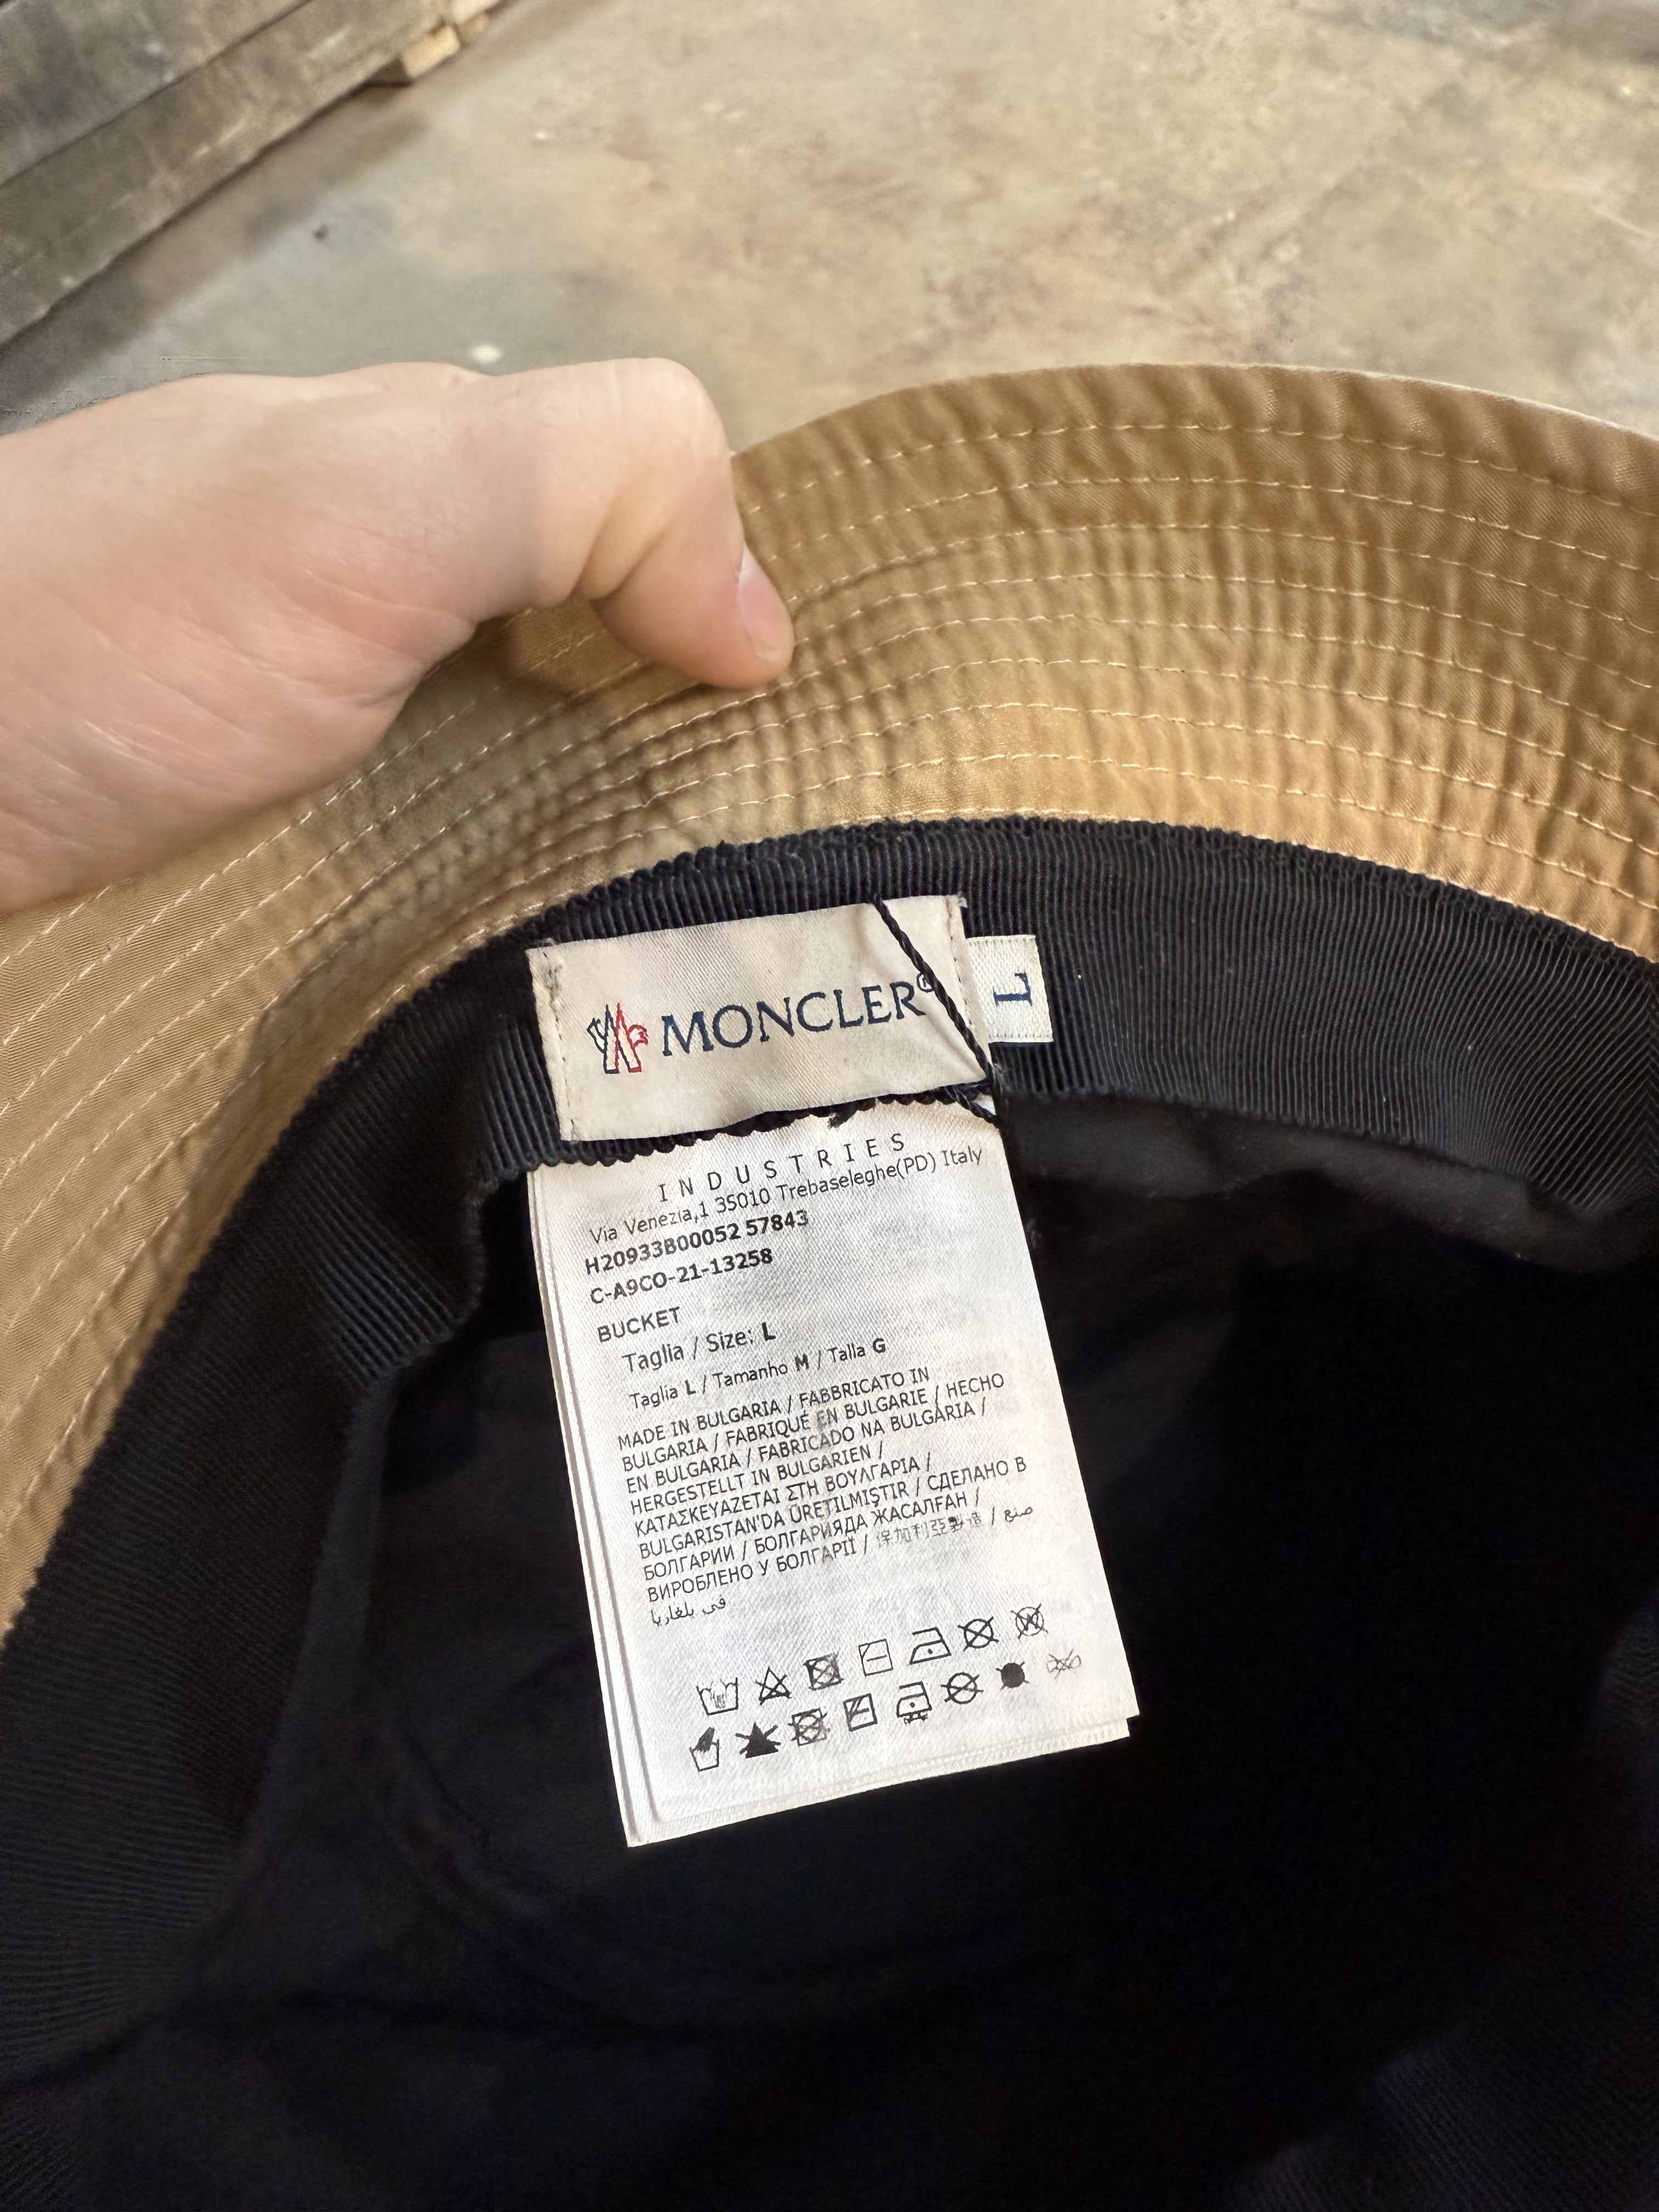 MONCLER®
L
INDUSTRIES
Via Venezia,1 35010 Trebaseleghe(PD) Italy
H20933B00052 57843
C-A9CO-21-13258
BUCKET
Taglia / Size: L
Taglia L / Tamanho M / Talla G
MADE IN BULGARIA / FABBRICATO IN
BULGARIA / FABRIQUÉ EN BULGARIE / HECHO
EN BULGARIA / FABRICADO NA BULGÁRIA /
HERGESTELLT IN BULGARIEN /
ΚΑΤΑΣΚΕΥΑΖΕΤΑΙ ΣΤΗ ΒΟΥΛΓΑΡΙΑ /
BULGARISTAN'DA ÜRETILMIŞTIR / СДЕЛАНО В
БОЛГАРИИ / БОЛГАРИЯДА ЖАСАЛҒАН /
ВИРОБЛЕНО У БОЛГАРІЇ / 保加利亞製造 / صنع
في بلغاريا